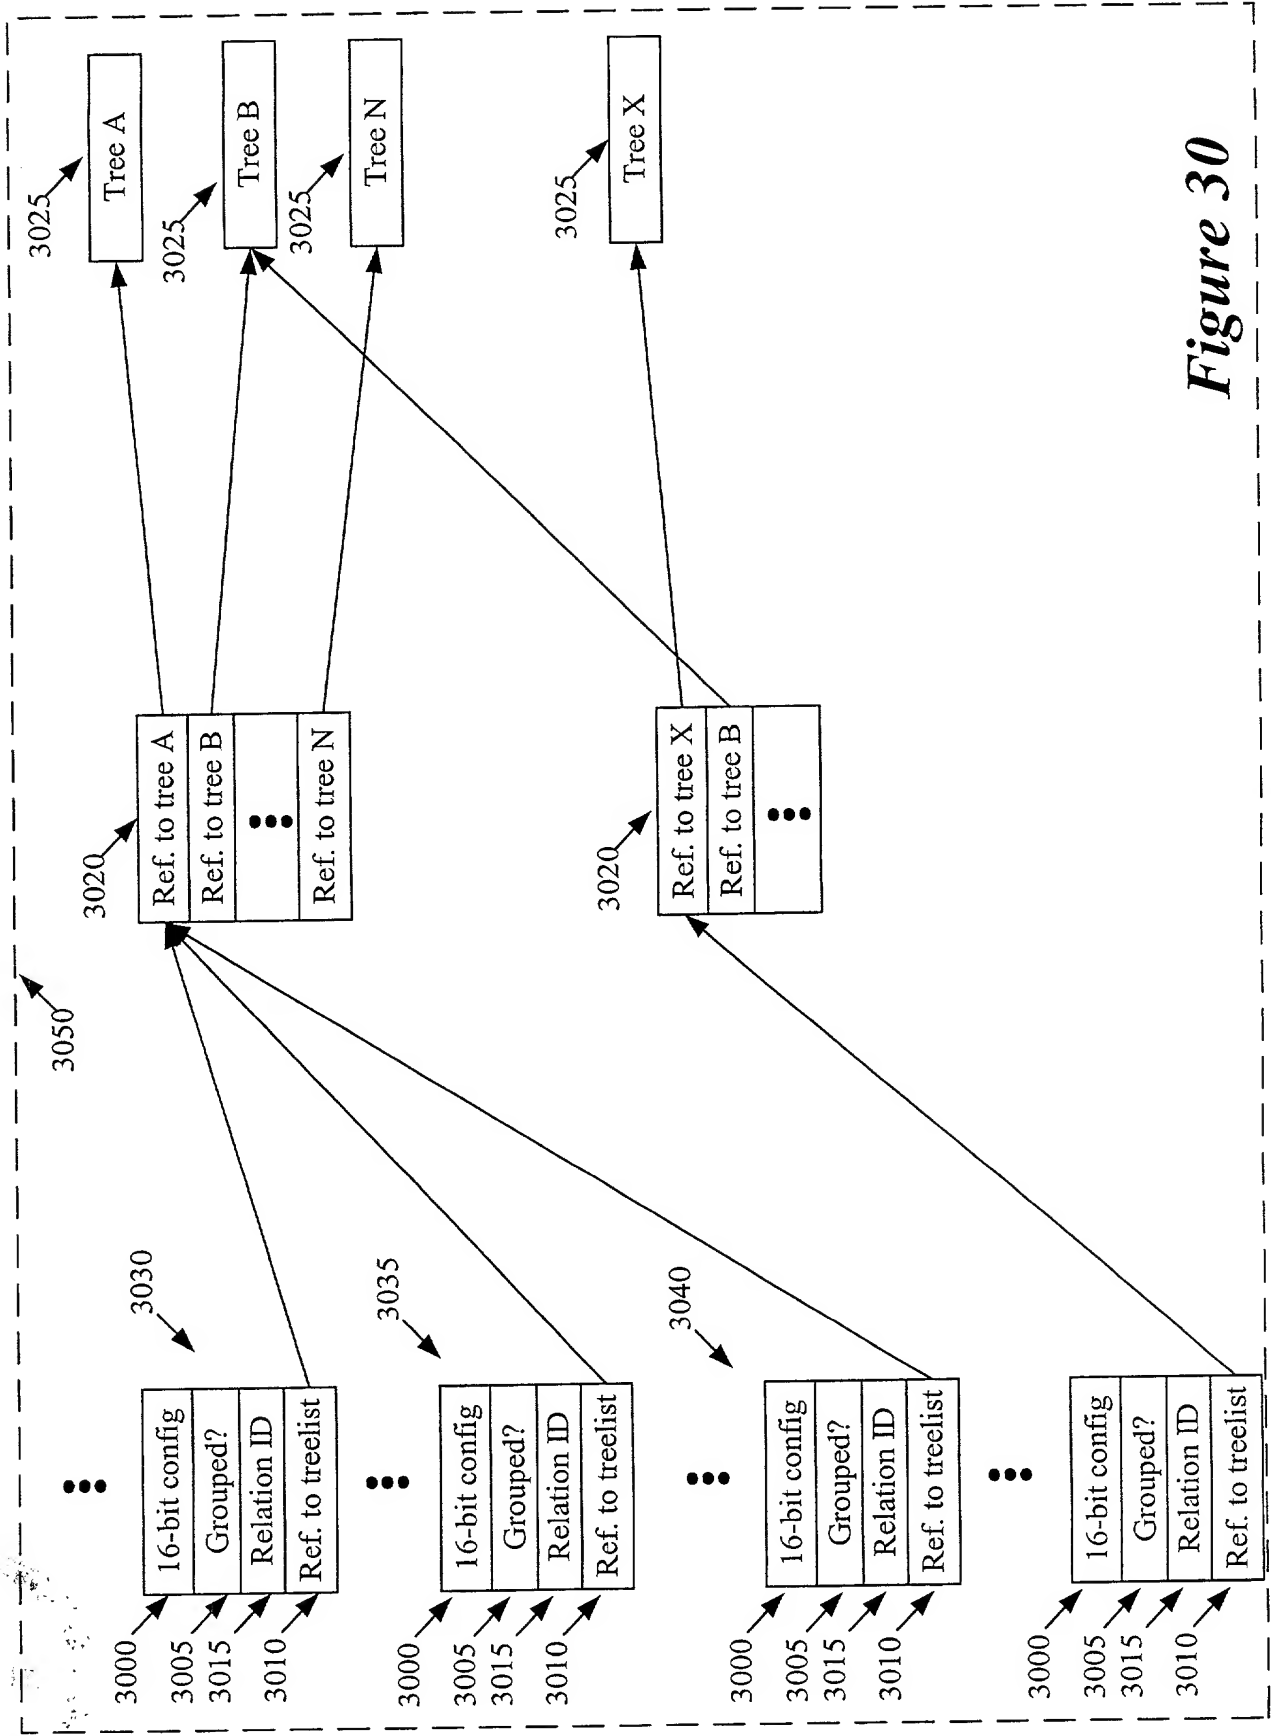 3050
3000
3005
3015
3010
16-bit config
Grouped?
Relation ID
Ref. to treelist
3030
3000
3005
3015
3010
16-bit config
Grouped?
Relation ID
Ref. to treelist
3035
3000
3005
3015
3010
16-bit config
Grouped?
Relation ID
Ref. to treelist
3040
3000
3005
3015
3010
16-bit config
Grouped?
Relation ID
Ref. to treelist
3020
Ref. to tree A
Ref. to tree B
Ref. to tree N
3020
Ref. to tree X
Ref. to tree B
3025
Tree A
3025
Tree B
3025
Tree N
3025
Tree X
Figure 30